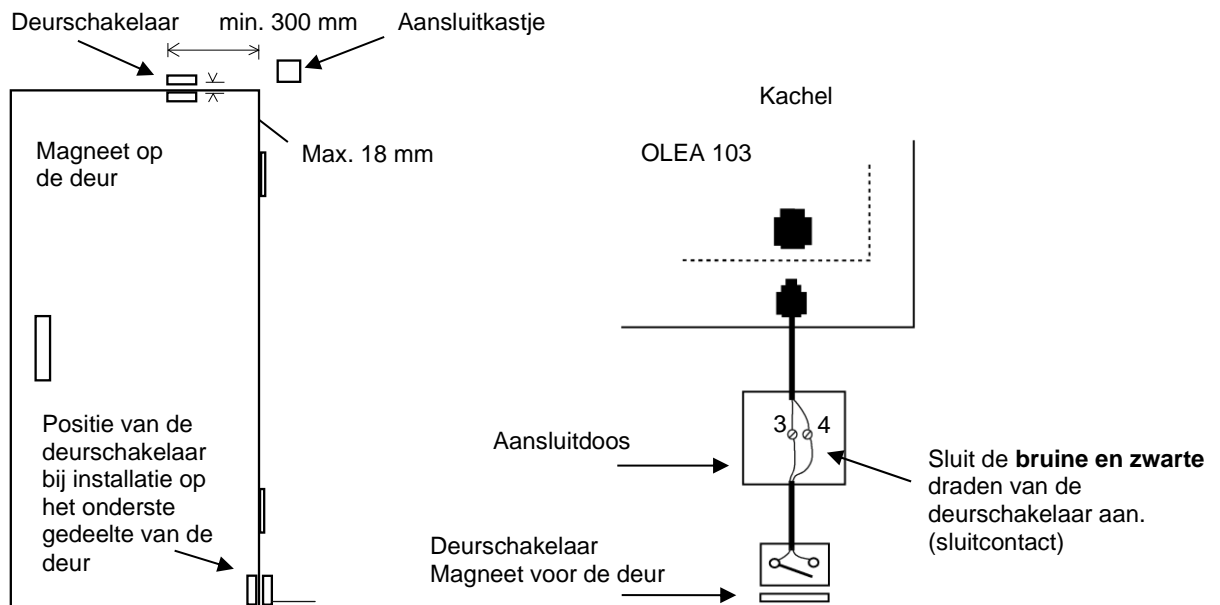 Deurschakelaar
min. 300 mm
Aansluitkastje
Magneet op
de deur
Max. 18 mm
Positie van de
deurschakelaar
bij installatie op
het onderste
gedeelte van de
deur
Kachel
OLEA 103
3 4
Aansluitdoos
Sluit de bruine en zwarte
draden van de
deurschakelaar aan.
(sluitcontact)
Deurschakelaar
Magneet voor de deur